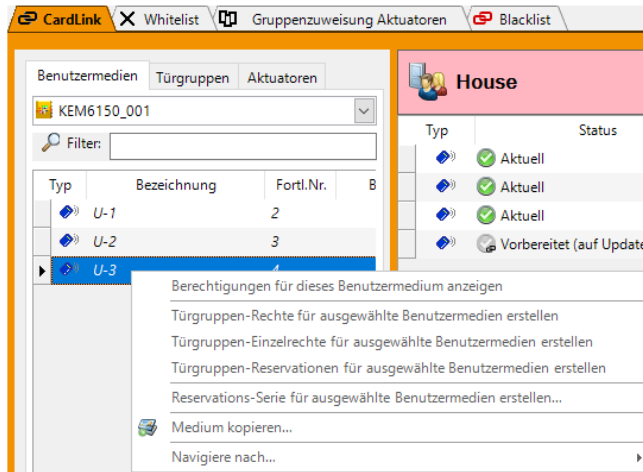 CardLink Whitelist Gruppenzuweisung Aktuatoren Blacklist
Benutzermedien Türgruppen Aktuatoren
KEM6150_001
Filter:
Typ Bezeichnung Fortl.Nr. B
U-1 2
U-2 3
U-3 4
House
Typ Status
Aktuell
Aktuell
Aktuell
Vorbereitet (auf Update
Berechtigungen für dieses Benutzermedium anzeigen
Türgruppen-Rechte für ausgewählte Benutzermedien erstellen
Türgruppen-Einzelrechte für ausgewählte Benutzermedien erstellen
Türgruppen-Reservationen für ausgewählte Benutzermedien erstellen
Reservations-Serie für ausgewählte Benutzermedien erstellen...
Medium kopieren...
Navigiere nach...